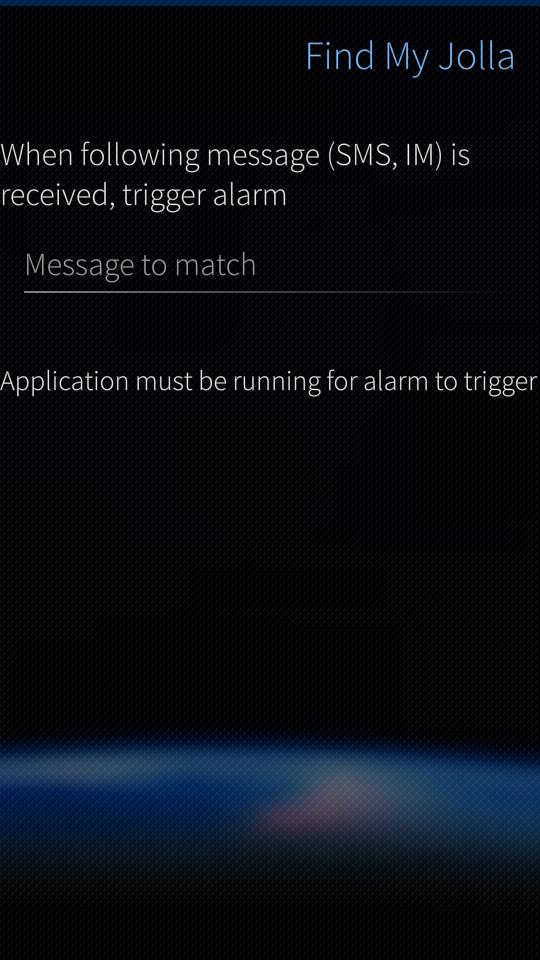 Find My Jolla
When following message (SMS, IM) is
received, trigger alarm
Message to match
Application must be running for alarm to trigger